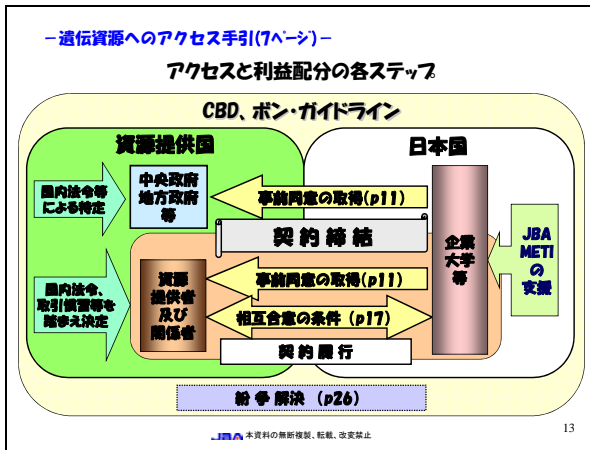 －遺伝資源へのアクセス手引(7ページ)－
アクセスと利益配分の各ステップ。
CBD、ボン・ガイドライン
資源提供国
日本国
国内法令等
による特定
中央政府
地方政府
等
事前同意の取得(p11)
契約締結
企業
大学
等
JBA
METI
の
支援
国内法令、
取引慣習等を
踏まえ決定
資源
提供者
及び
関係者
事前同意の取得(p11)
相互合意の条件 (p17)
契約履行
紛争解決 (p26)
JBA 本資料の無断複製、転載、改変禁止
13